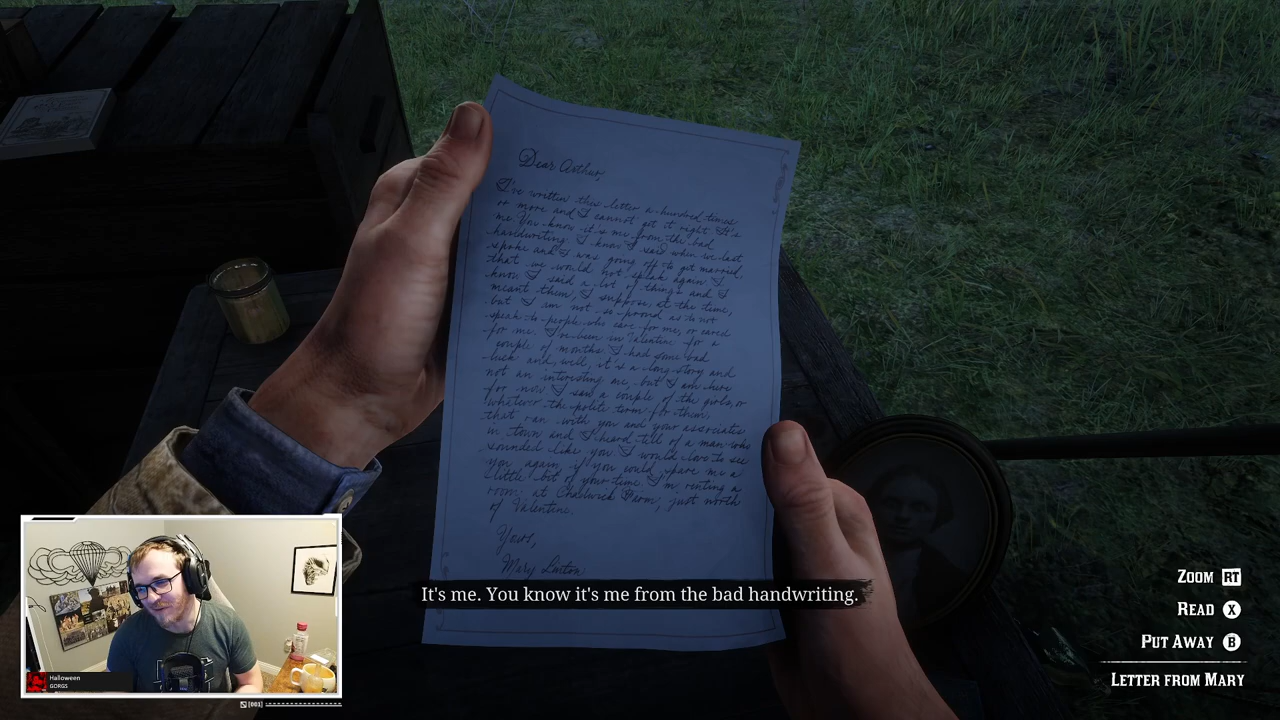 Dear Arthur,
I've written this letter a hundred times
or more and I cannot get it right. It's
me. You know it's me from the bad
handwriting. I know I said when we last
spoke and I was going off to get married
that we would not speak again. I
know I said a lot of things and I
meant them, I suppose, at the time,
but I am not so proud as to not
speak to people who care for me, or cared
for me. I've been in Valentine for a
couple of months. I had some bad
luck and, well, it's a long story and
not an interesting one, but I am here
for now. I saw a couple of the girls, or
whatever the polite term for them,
that ran with you and your associates
in town and I heard tell of a man who
sounded like you. I would love to see
you again, if you could spare me a
little bit of your time. I'm renting a
room at Chadwick Farm, just north
of Valentine.
Yours,
Mary Linton
It's me. You know it's me from the bad handwriting.
ZOOM RT
READ X
PUT AWAY B
LETTER FROM MARY
Halloween
GORGS
[001]